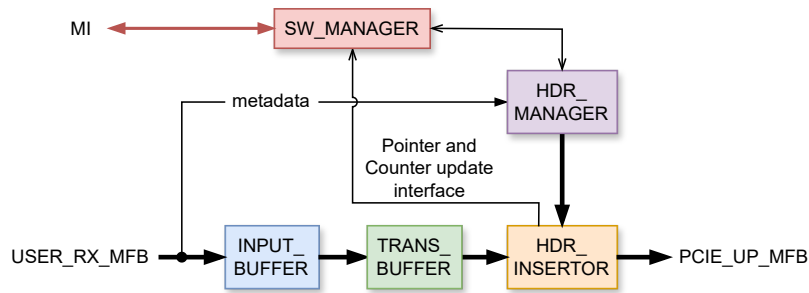 MI
SW_MANAGER
HDR_
MANAGER
metadata
Pointer and
Counter update
interface
USER_RX_MFB
INPUT_
BUFFER
TRANS_
BUFFER
HDR_
INSERTOR
PCIE_UP_MFB